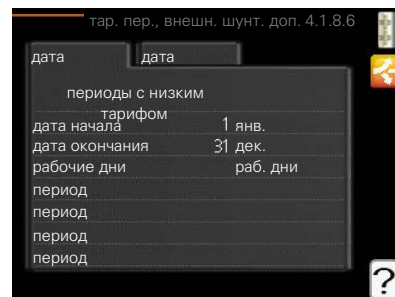 тар. пер., внешн. шунт. доп. 4.1.8.6
дата дата
периоды с низким
тарифом
дата начала 1 янв.
дата окончания 31 дек.
рабочие дни раб. дни
период
период
период
период
?